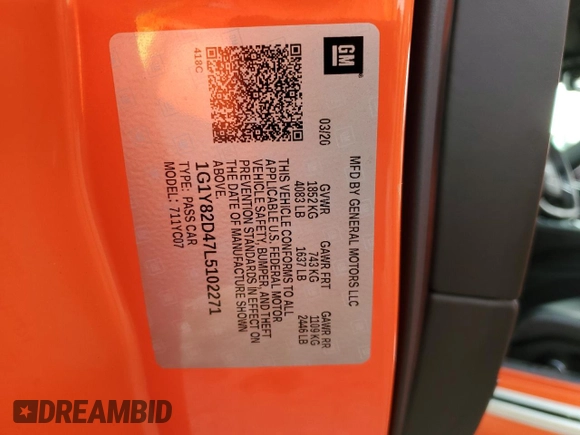 GM
MFD BY GENERAL MOTORS LLC
03/20
GVWR GAWR FRT GAWR RR
1852 KG 743 KG 1109 KG
4083 LB 1637 LB 2446 LB
THIS VEHICLE CONFORMS TO ALL
APPLICABLE U.S. FEDERAL MOTOR
VEHICLE SAFETY, BUMPER, AND THEFT
PREVENTION STANDARDS IN EFFECT ON
THE DATE OF MANUFACTURE SHOWN
ABOVE.
1G1Y82D47L5102271
TYPE: PASS CAR
MODEL: 711YC07
418C
DREAMBID